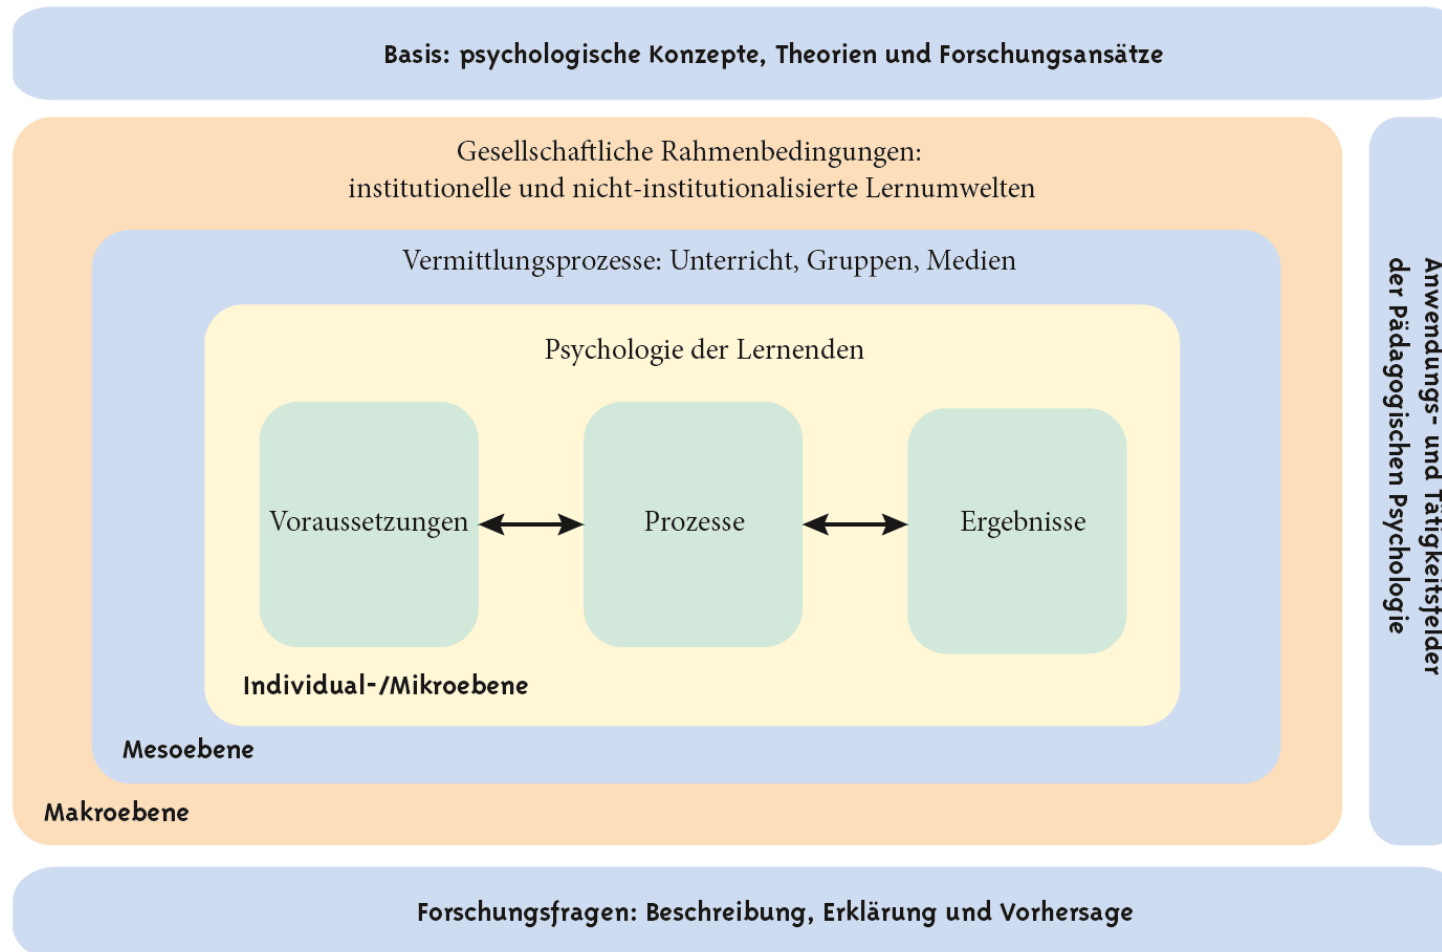 Basis: psychologische Konzepte, Theorien und Forschungsansätze
Gesellschaftliche Rahmenbedingungen:
institutionelle und nicht-institutionalisierte Lernumwelten
Vermittlungsprozesse: Unterricht, Gruppen, Medien
Psychologie der Lernenden
Voraussetzungen
Prozesse
Ergebnisse
Individual-/Mikroebene
Mesoebene
Makroebene
Anwendungs- und Tätigkeitsfelder
der Pädagogischen Psychologie
Forschungsfragen: Beschreibung, Erklärung und Vorhersage